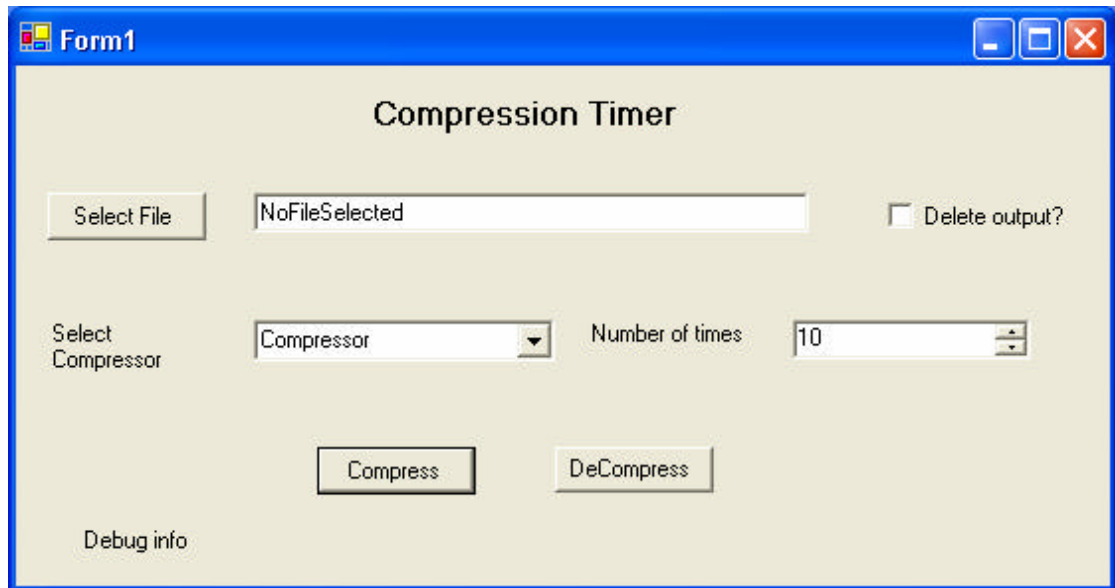 Form1
Compression Timer
Select File
NoFileSelected
Delete output?
Select
Compressor
Compressor
Number of times
10
Compress
DeCompress
Debug info